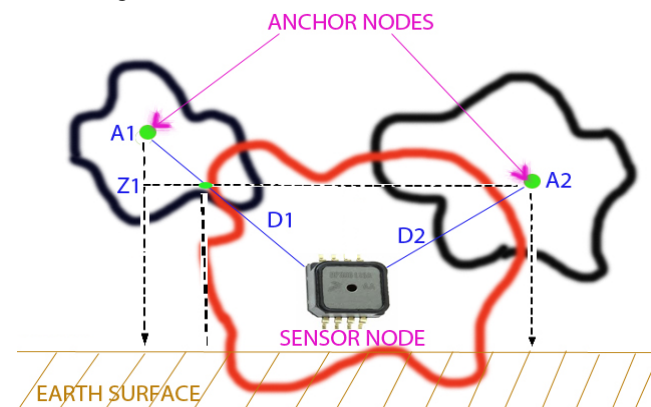 ANCHOR NODES
A1
Z1
A2
D1
D2
SENSOR NODE
EARTH SURFACE